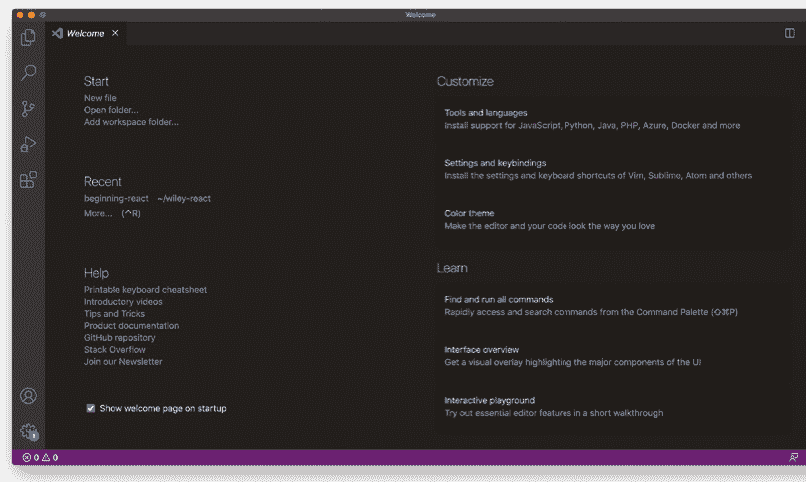 Welcome
Welcome
Start
New file
Open folder...
Add workspace folder...
Recent
beginning-react ~/wiley-react
More... (^R)
Help
Printable keyboard cheatsheet
Introductory videos
Tips and Tricks
Product documentation
GitHub repository
Stack Overflow
Join our Newsletter
Show welcome page on startup
Customize
Tools and languages
Install support for JavaScript, Python, Java, PHP, Azure, Docker and more
Settings and keybindings
Install the settings and keyboard shortcuts of Vim, Sublime, Atom and others
Color theme
Make the editor and your code look the way you love
Learn
Find and run all commands
Rapidly access and search commands from the Command Palette (⇧⌘P)
Interface overview
Get a visual overlay highlighting the major components of the UI
Interactive playground
Try out essential editor features in a short walkthrough
1
0 0